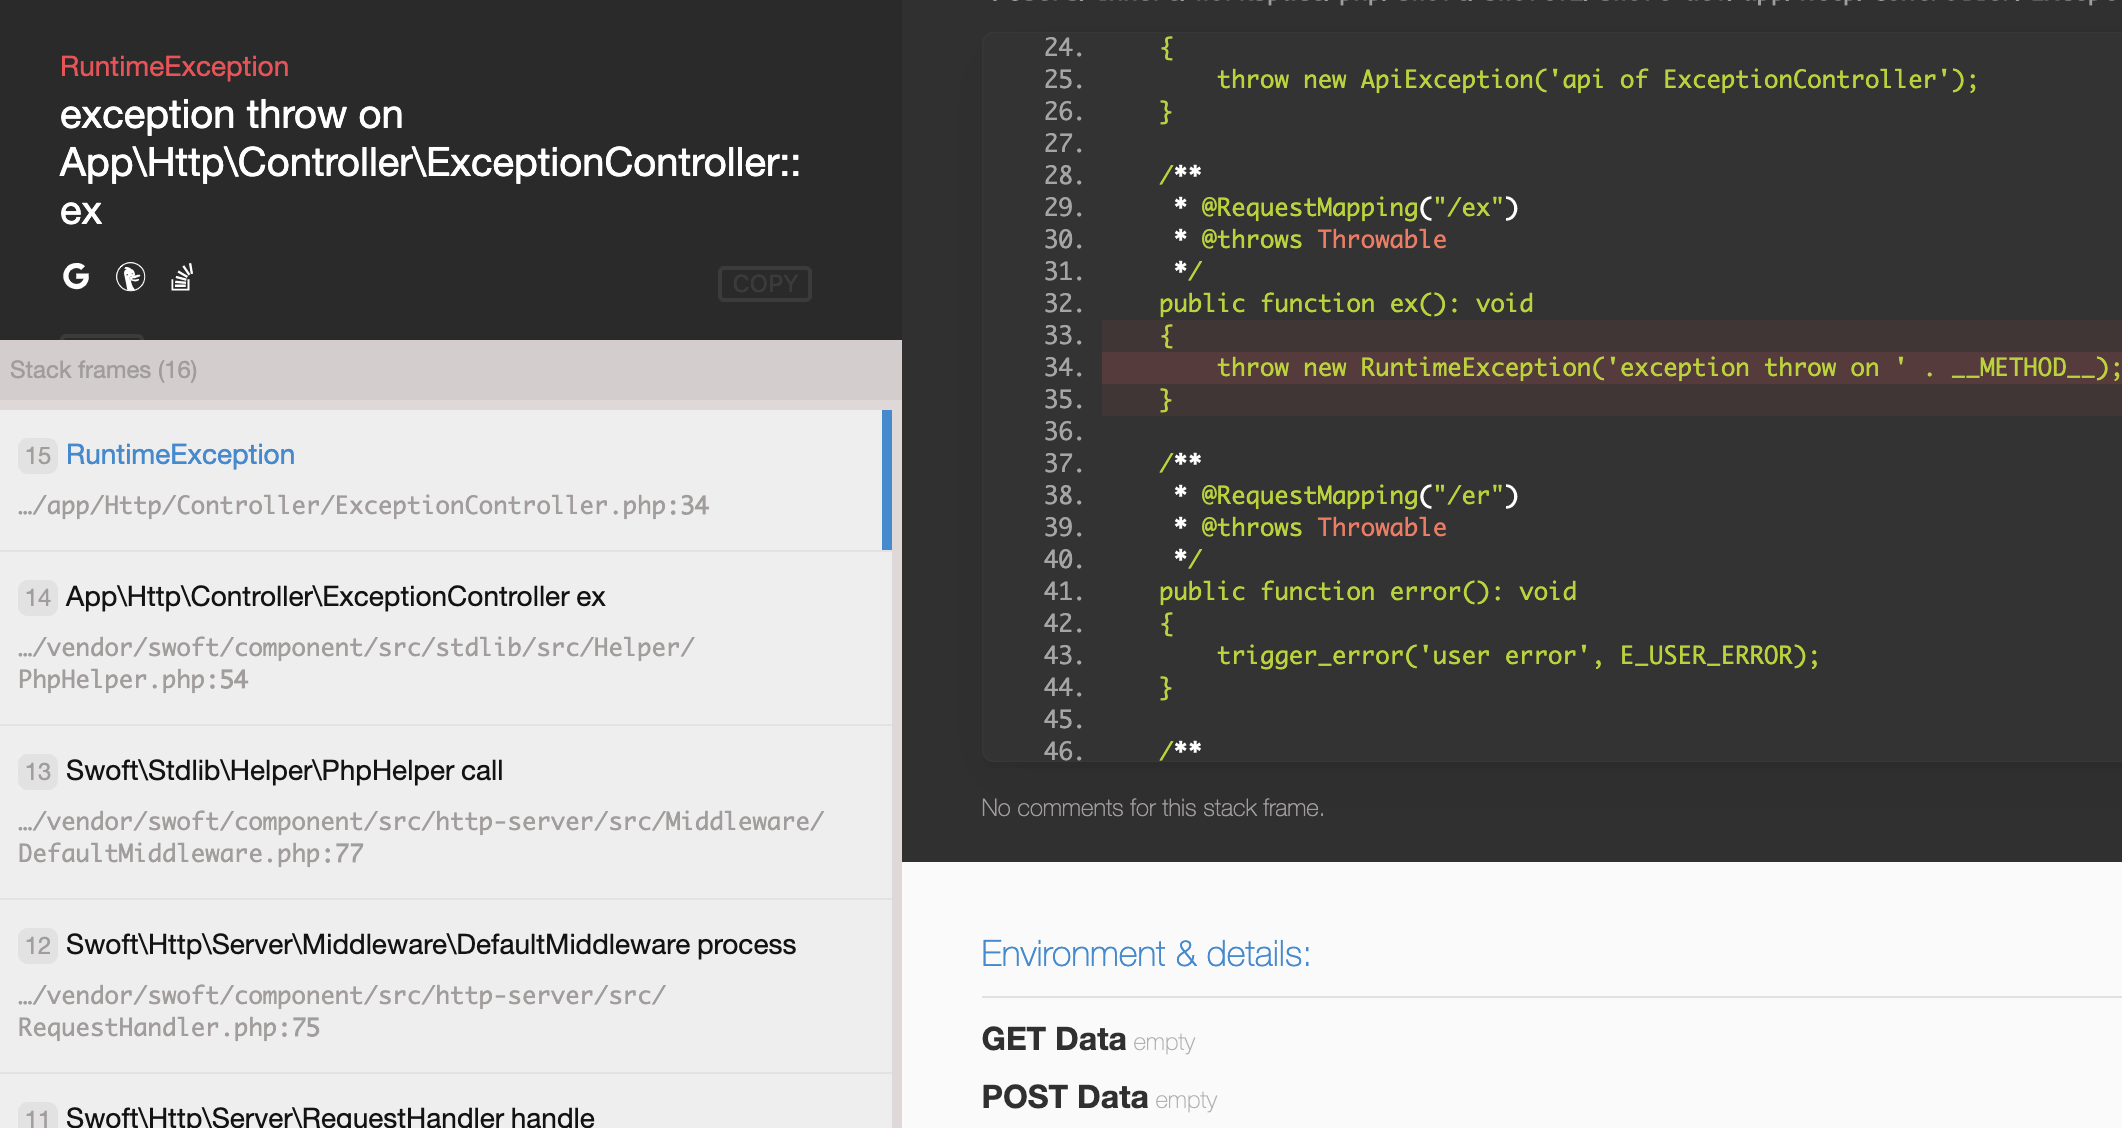 RuntimeException
exception throw on
App\Http\Controller\ExceptionController::
ex
COPY
Stack frames (16)
15 RuntimeException
…/app/Http/Controller/ExceptionController.php:34
14 App\Http\Controller\ExceptionController ex
…/vendor/swoft/component/src/stdlib/src/Helper/
PhpHelper.php:54
13 Swoft\Stdlib\Helper\PhpHelper call
…/vendor/swoft/component/src/http-server/src/Middleware/
DefaultMiddleware.php:77
12 Swoft\Http\Server\Middleware\DefaultMiddleware process
…/vendor/swoft/component/src/http-server/src/
RequestHandler.php:75
11 Swoft\Http\Server\RequestHandler handle
24. {
25. throw new ApiException('api of ExceptionController');
26. }
27.
28. /**
29. * @RequestMapping("/ex")
30. * @throws Throwable
31. */
32. public function ex(): void
33. {
34. throw new RuntimeException('exception throw on ' . __METHOD__);
35. }
36.
37. /**
38. * @RequestMapping("/er")
39. * @throws Throwable
40. */
41. public function error(): void
42. {
43. trigger_error('user error', E_USER_ERROR);
44. }
45.
46. /**
No comments for this stack frame.
Environment & details:
GET Data empty
POST Data empty